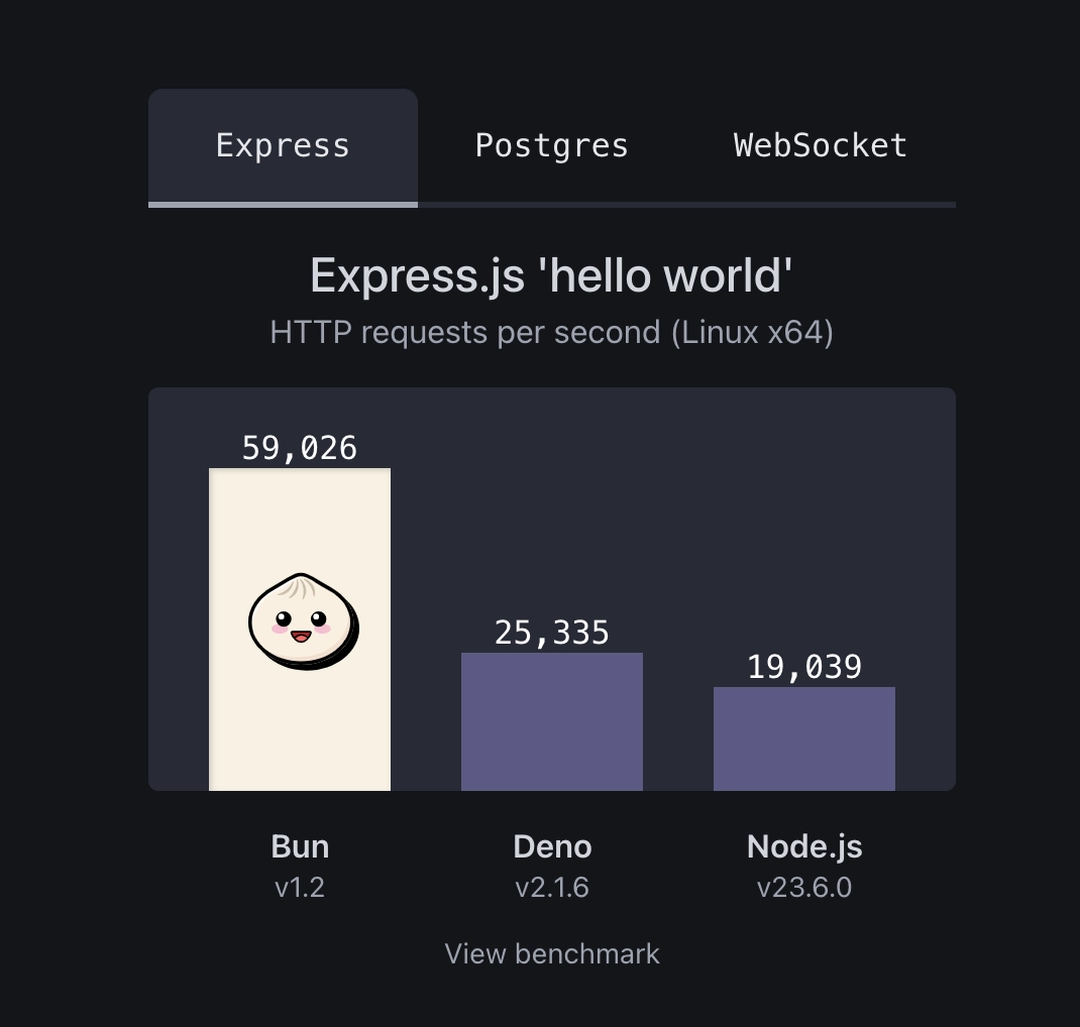 Express Postgres WebSocket
Express.js 'hello world'
HTTP requests per second (Linux x64)
59,026
25,335
19,039
Bun Deno Node.js
v1.2 v2.1.6 v23.6.0
View benchmark